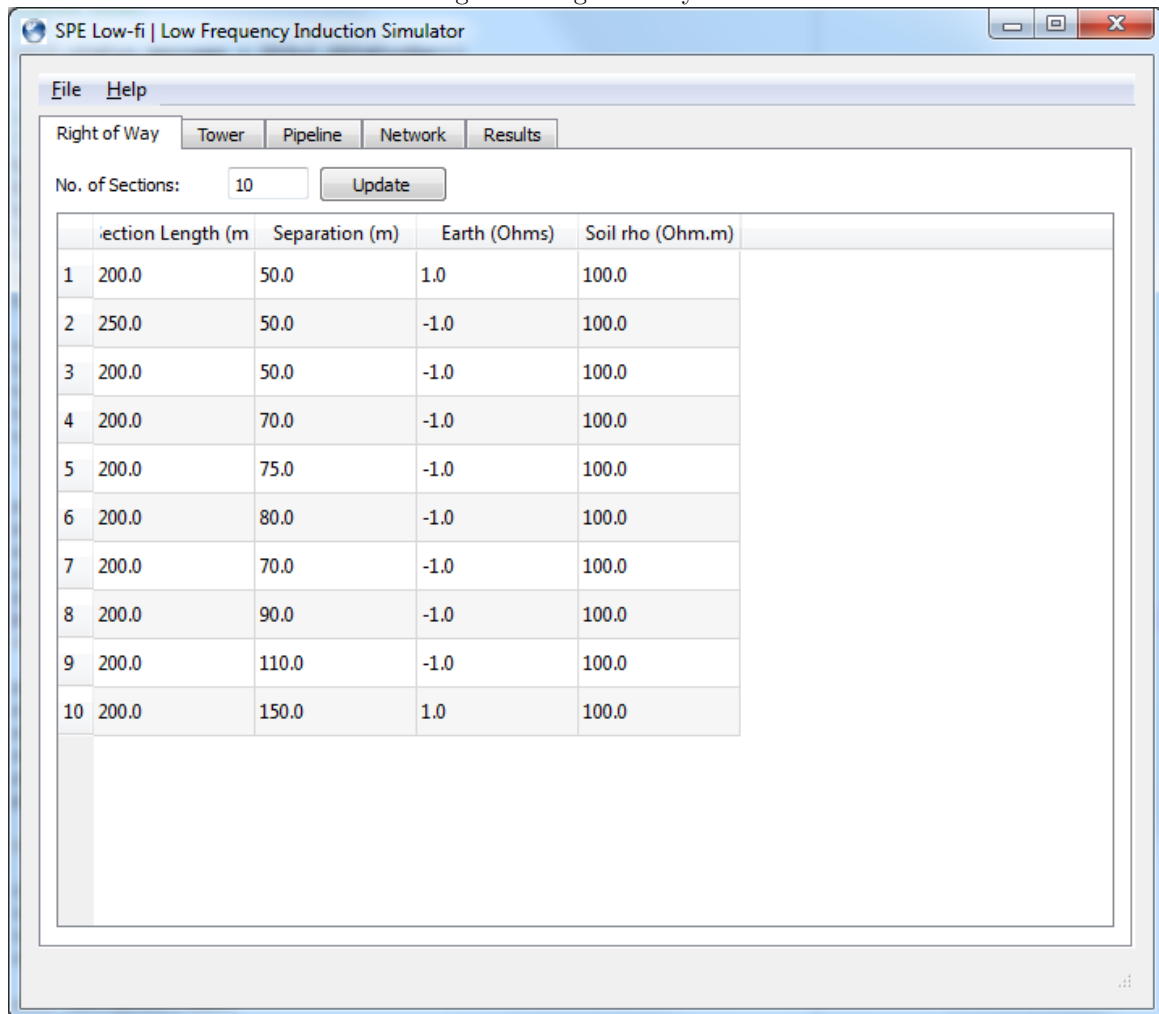 SPE Low-fi | Low Frequency Induction Simulator
File Help
Right of Way Tower Pipeline Network Results
No. of Sections: 10 Update
ection Length (m Separation (m) Earth (Ohms) Soil rho (Ohm.m)
1 200.0 50.0 1.0 100.0
2 250.0 50.0 -1.0 100.0
3 200.0 50.0 -1.0 100.0
4 200.0 70.0 -1.0 100.0
5 200.0 75.0 -1.0 100.0
6 200.0 80.0 -1.0 100.0
7 200.0 70.0 -1.0 100.0
8 200.0 90.0 -1.0 100.0
9 200.0 110.0 -1.0 100.0
10 200.0 150.0 1.0 100.0